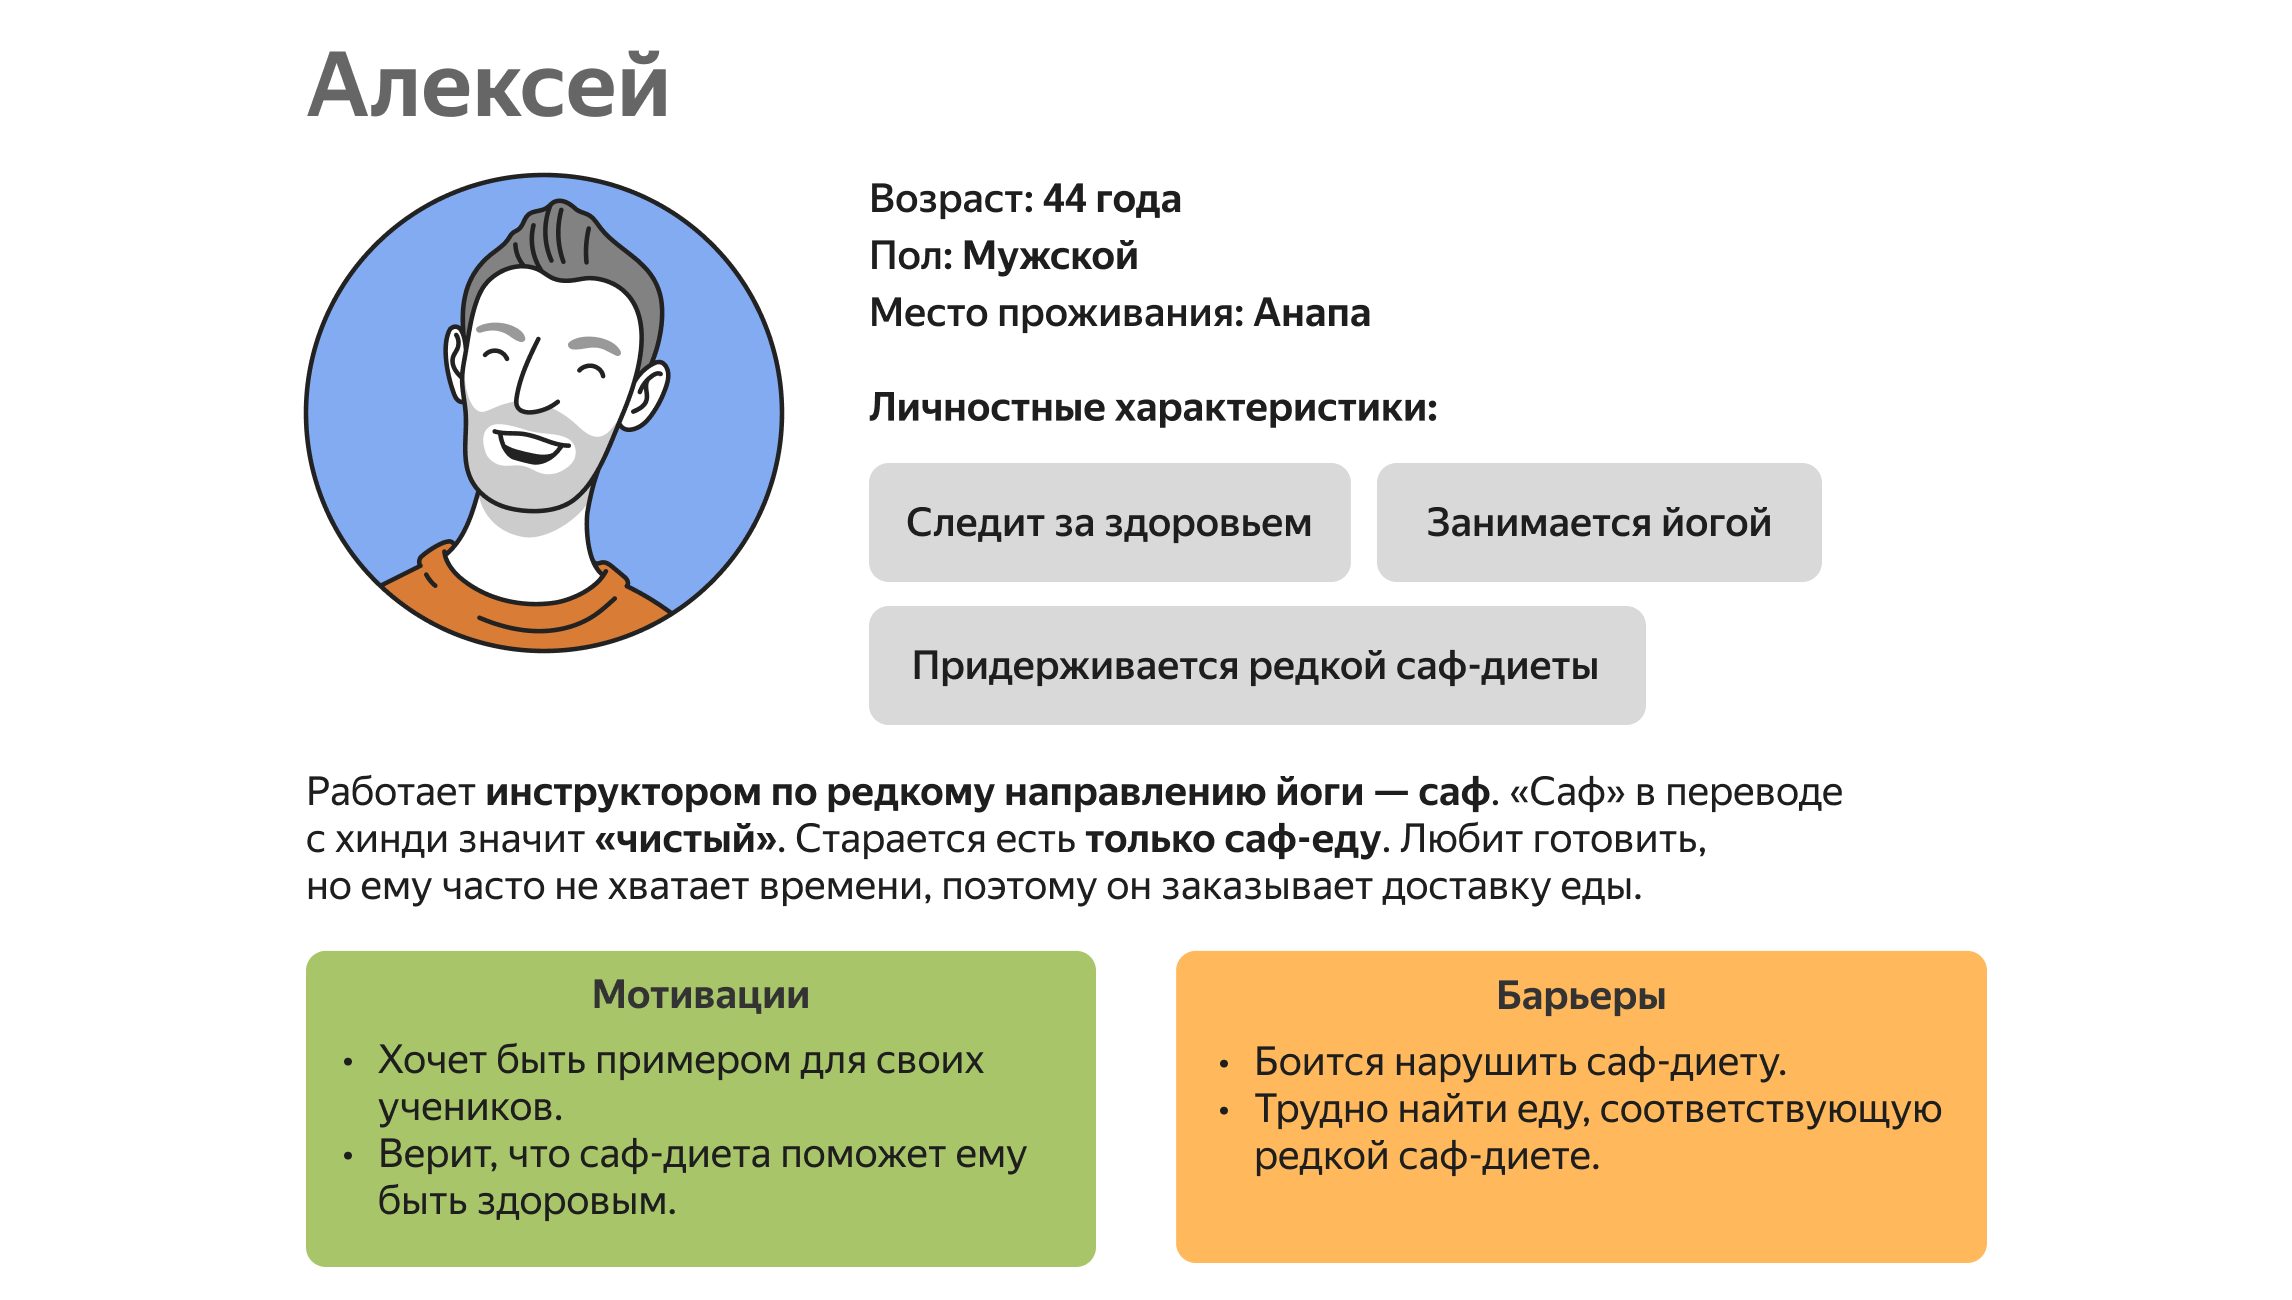 Алексей
Возраст: 44 года
Пол: Мужской
Место проживания: Анапа
Личностные характеристики:
Следит за здоровьем
Занимается йогой
Придерживается редкой саф-диеты
Работает инструктором по редкому направлению йоги — саф. «Саф» в переводе
с хинди значит «чистый». Старается есть только саф-еду. Любит готовить,
но ему часто не хватает времени, поэтому он заказывает доставку еды.
Мотивации
• Хочет быть примером для своих
учеников.
• Верит, что саф-диета поможет ему
быть здоровым.
Барьеры
• Боится нарушить саф-диету.
• Трудно найти еду, соответствующую
редкой саф-диете.